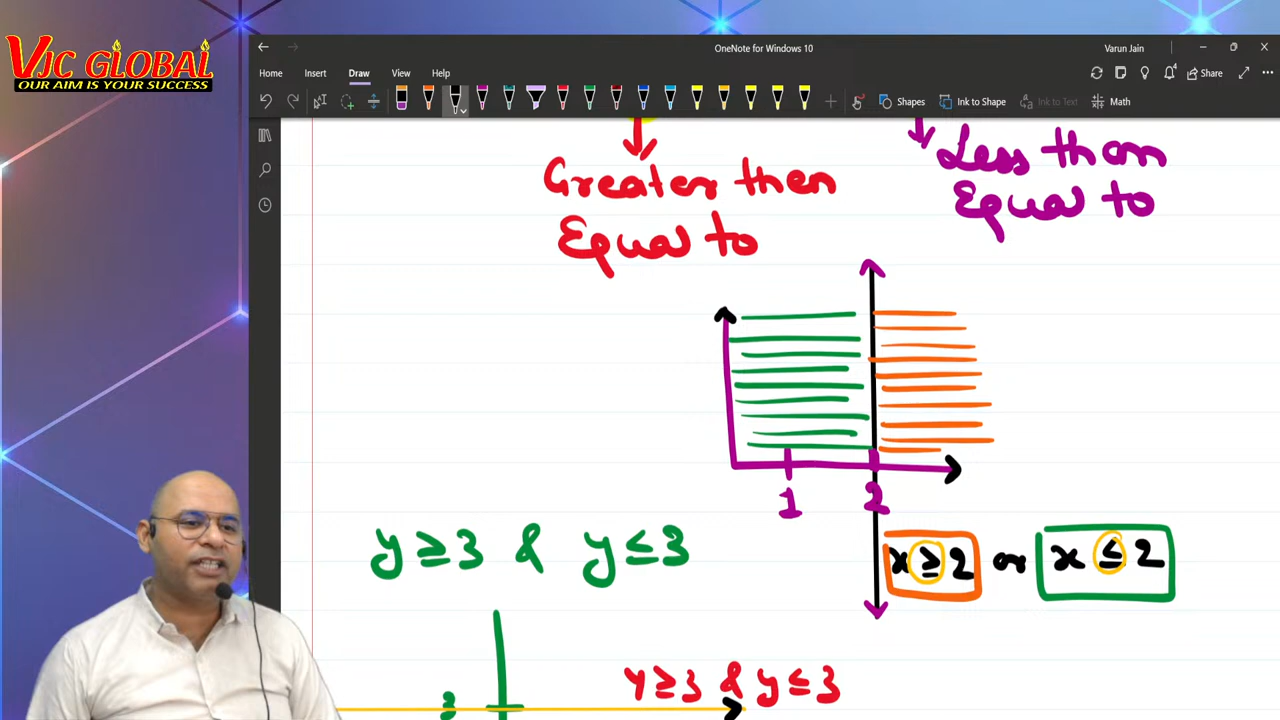 VJC GLOBAL
OUR AIM IS YOUR SUCCESS
OneNote for Windows 10
Varun Jain
Home Insert Draw View Help
4
Share
Shapes
Ink to Shape
Ink to Text
Math
Greater then
Equal to
Less than
Equal to
1 2
y ≥ 3 & y ≤ 3
x ≥ 2 or x ≤ 2
3
y ≥ 3 & y ≤ 3